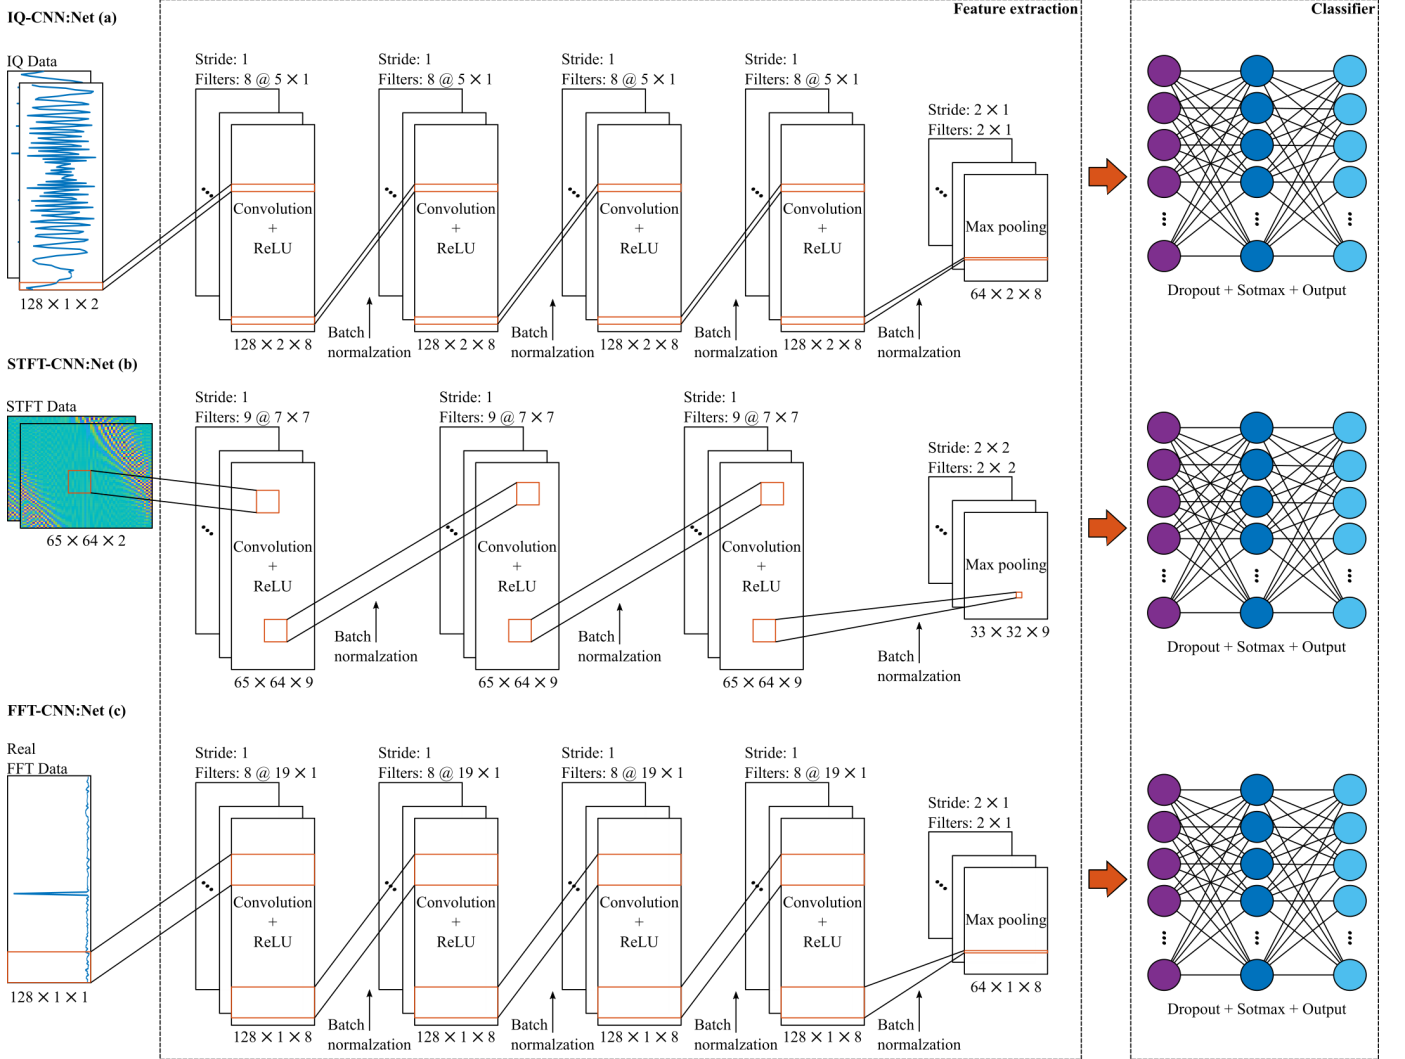 IQ-CNN:Net (a)
Feature extraction
Classifier
IQ Data
128 × 1 × 2
Stride: 1
Filters: 8 @ 5 × 1
Convolution
+
ReLU
128 × 2 × 8
Batch
normalzation
Stride: 1
Filters: 8 @ 5 × 1
Convolution
+
ReLU
128 × 2 × 8
Batch
normalzation
Stride: 1
Filters: 8 @ 5 × 1
Convolution
+
ReLU
128 × 2 × 8
Batch
normalzation
Stride: 1
Filters: 8 @ 5 × 1
Convolution
+
ReLU
128 × 2 × 8
Batch
normalzation
Stride: 2 × 1
Filters: 2 × 1
Max pooling
64 × 2 × 8
Dropout + Sotmax + Output
STFT-CNN:Net (b)
STFT Data
65 × 64 × 2
Stride: 1
Filters: 9 @ 7 × 7
Convolution
+
ReLU
65 × 64 × 9
Batch
normalzation
Stride: 1
Filters: 9 @ 7 × 7
Convolution
+
ReLU
65 × 64 × 9
Batch
normalzation
Stride: 1
Filters: 9 @ 7 × 7
Convolution
+
ReLU
65 × 64 × 9
Batch
normalzation
Stride: 2 × 2
Filters: 2 × 2
Max pooling
33 × 32 × 9
Dropout + Sotmax + Output
FFT-CNN:Net (c)
Real
FFT Data
128 × 1 × 1
Stride: 1
Filters: 8 @ 19 × 1
Convolution
+
ReLU
128 × 1 × 8
Batch
normalzation
Stride: 1
Filters: 8 @ 19 × 1
Convolution
+
ReLU
128 × 1 × 8
Batch
normalzation
Stride: 1
Filters: 8 @ 19 × 1
Convolution
+
ReLU
128 × 1 × 8
Batch
normalzation
Stride: 1
Filters: 8 @ 19 × 1
Convolution
+
ReLU
128 × 1 × 8
Batch
normalzation
Stride: 2 × 1
Filters: 2 × 1
Max pooling
64 × 1 × 8
Dropout + Sotmax + Output